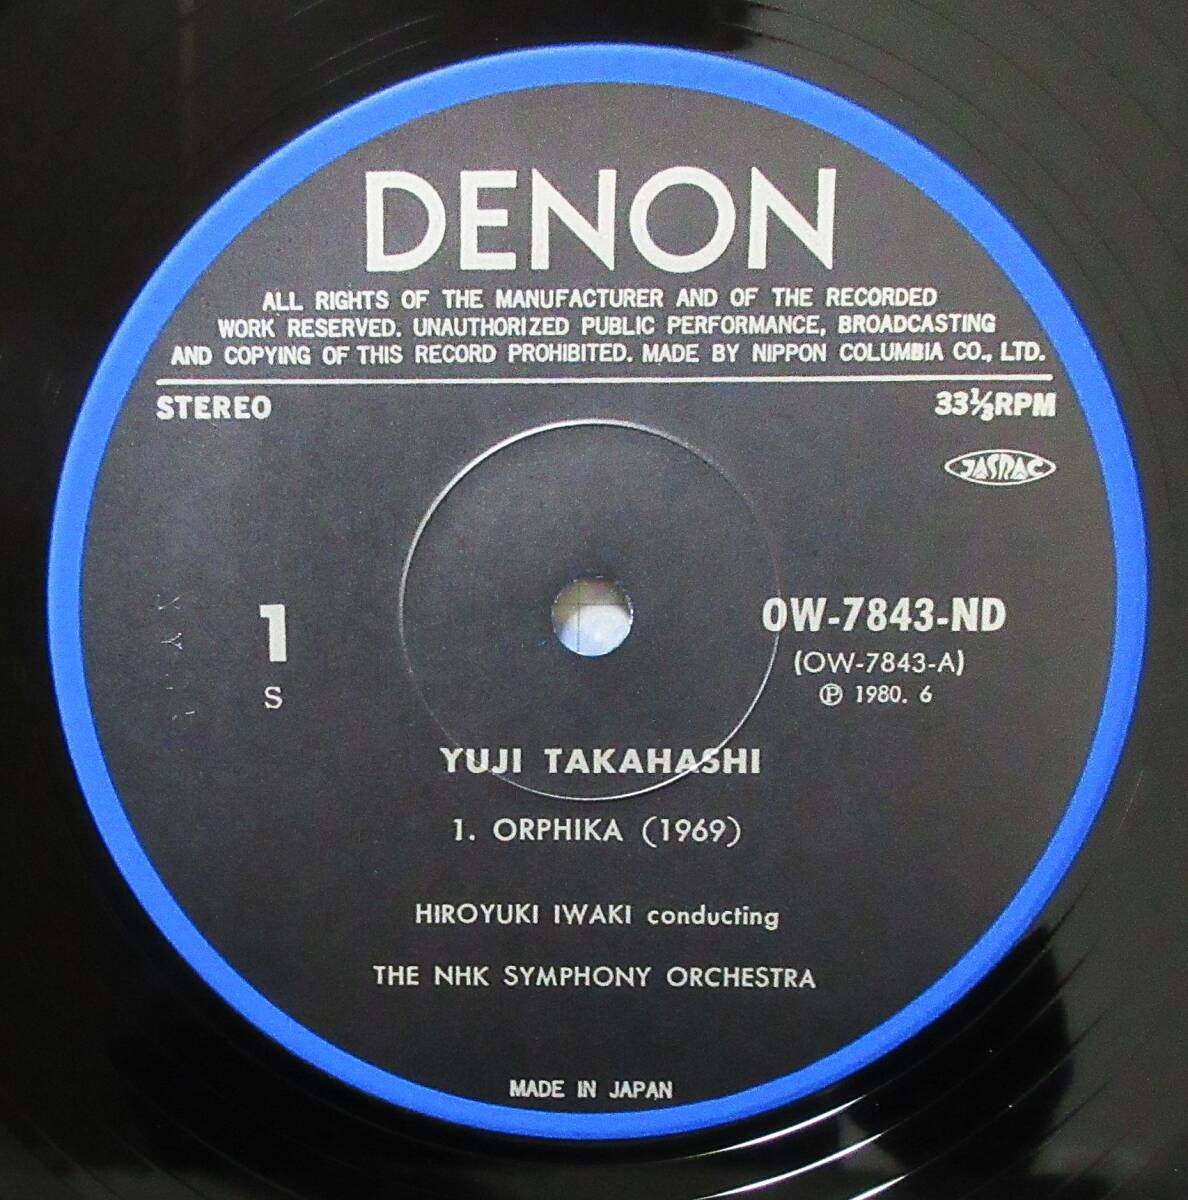 DENON
ALL RIGHTS OF THE MANUFACTURER AND OF THE RECORDED
WORK RESERVED. UNAUTHORIZED PUBLIC PERFORMANCE, BROADCASTING
AND COPYING OF THIS RECORD PROHIBITED. MADE BY NIPPON COLUMBIA CO., LTD.
STEREO 33⅓RPM
JASRAC
1 OW-7843-ND
S (OW-7843-A)
℗ 1980. 6
YUJI TAKAHASHI
1. ORPHIKA (1969)
HIROYUKI IWAKI conducting
THE NHK SYMPHONY ORCHESTRA
MADE IN JAPAN